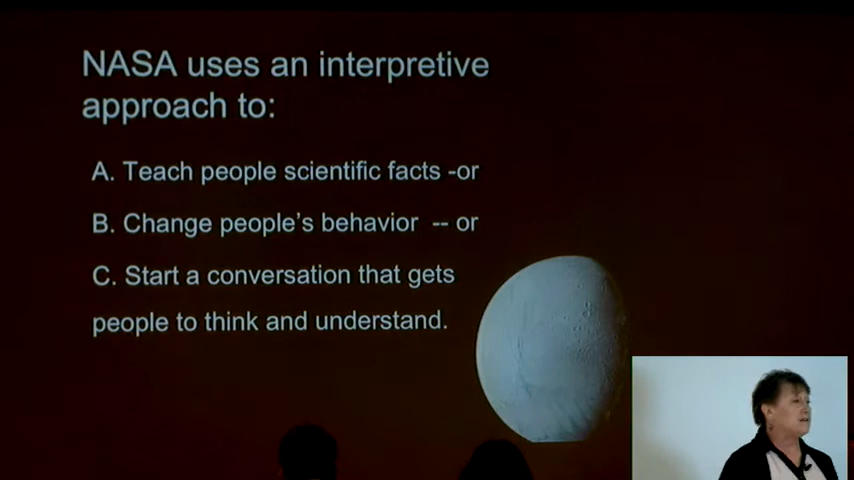 NASA uses an interpretive
approach to:
A. Teach people scientific facts -or
B. Change people's behavior -- or
C. Start a conversation that gets
people to think and understand.